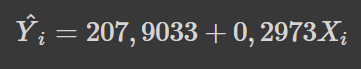 Ŷᵢ = 207,9033 + 0,2973Xᵢ